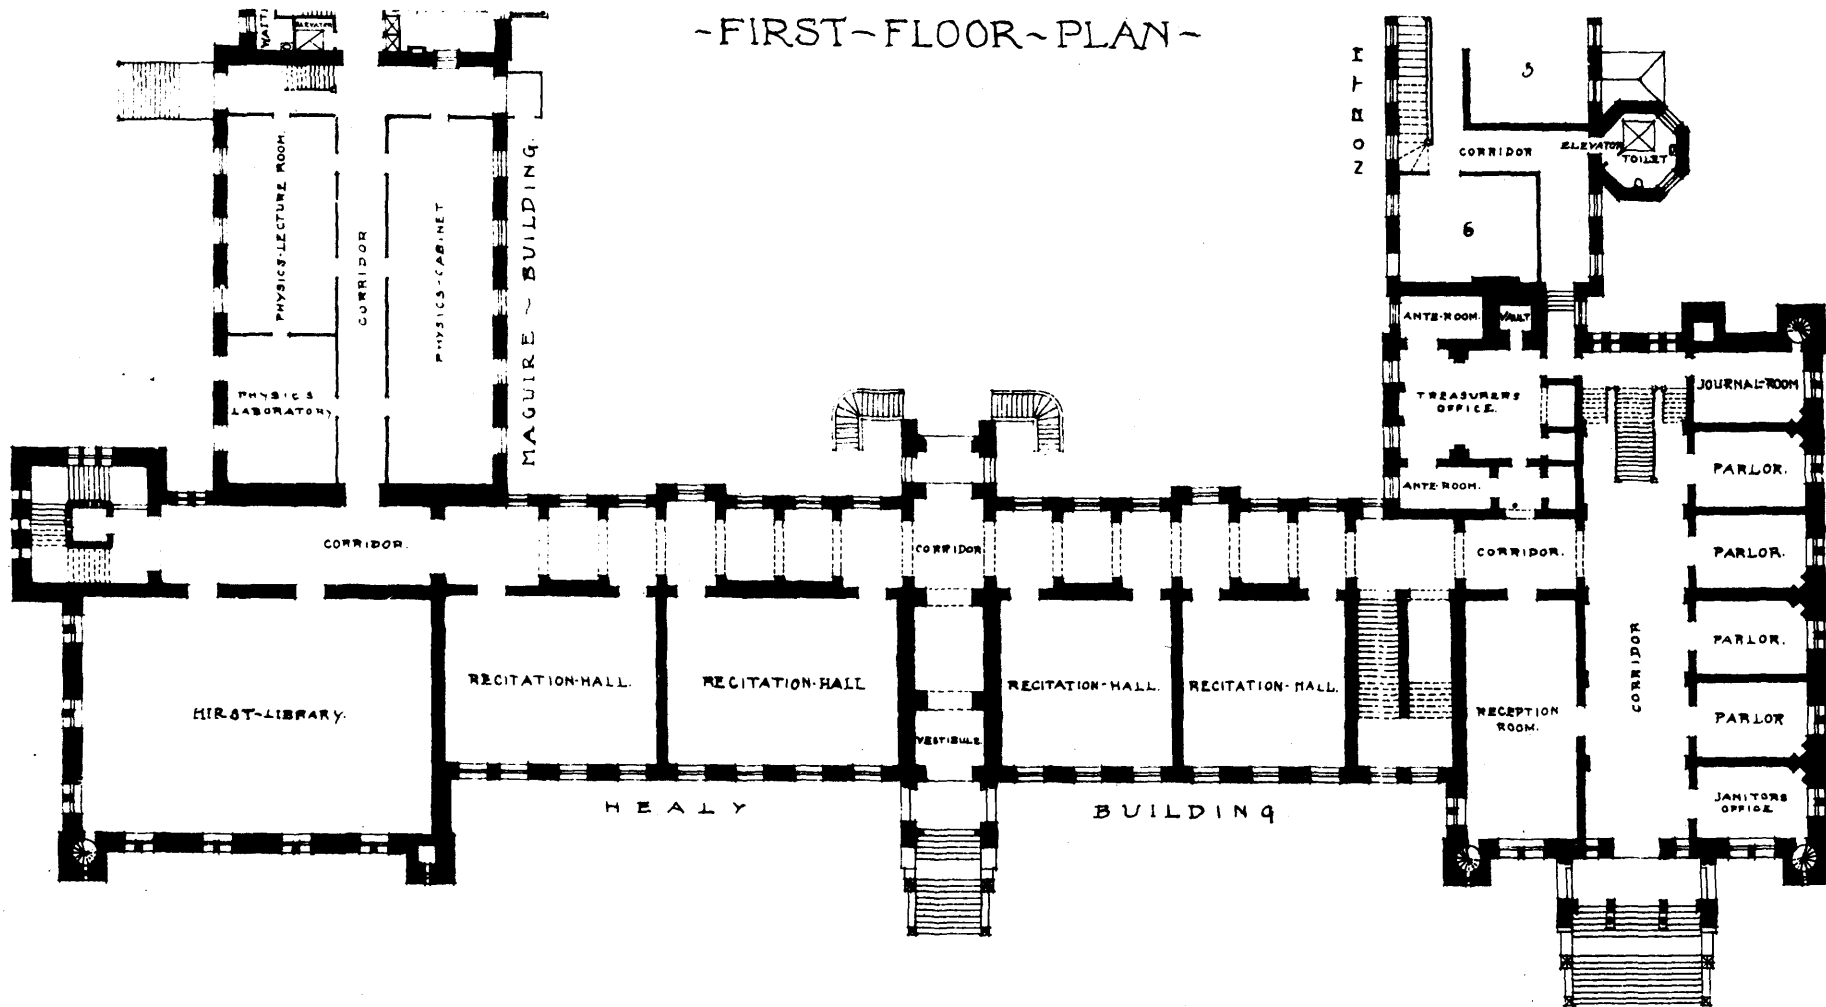 ~FIRST~FLOOR~PLAN~
WAITI
ELEVATOR
PHYSICS-LECTURE ROOM.
CORRIDOR
PHYSICS-CABINET
MAGUIRE~BUILDING.
PHYSICS
LABORATORY
NORTH
5
CORRIDOR
ELEVATOR
TOILET
6
ANTE-ROOM.
VAULT
TREASURERS
OFFICE.
ANTE-ROOM.
JOURNAL-ROOM
PARLOR.
PARLOR.
PARLOR.
PARLOR
JANITORS
OFFICE
CORRIDOR.
CORRIDOR
CORRIDOR.
CORRIDOR
HIRST-LIBRARY.
RECITATION-HALL.
RECITATION-HALL
VESTIBULE
RECITATION-HALL.
RECITATION-HALL.
RECEPTION
ROOM.
HEALY BUILDING